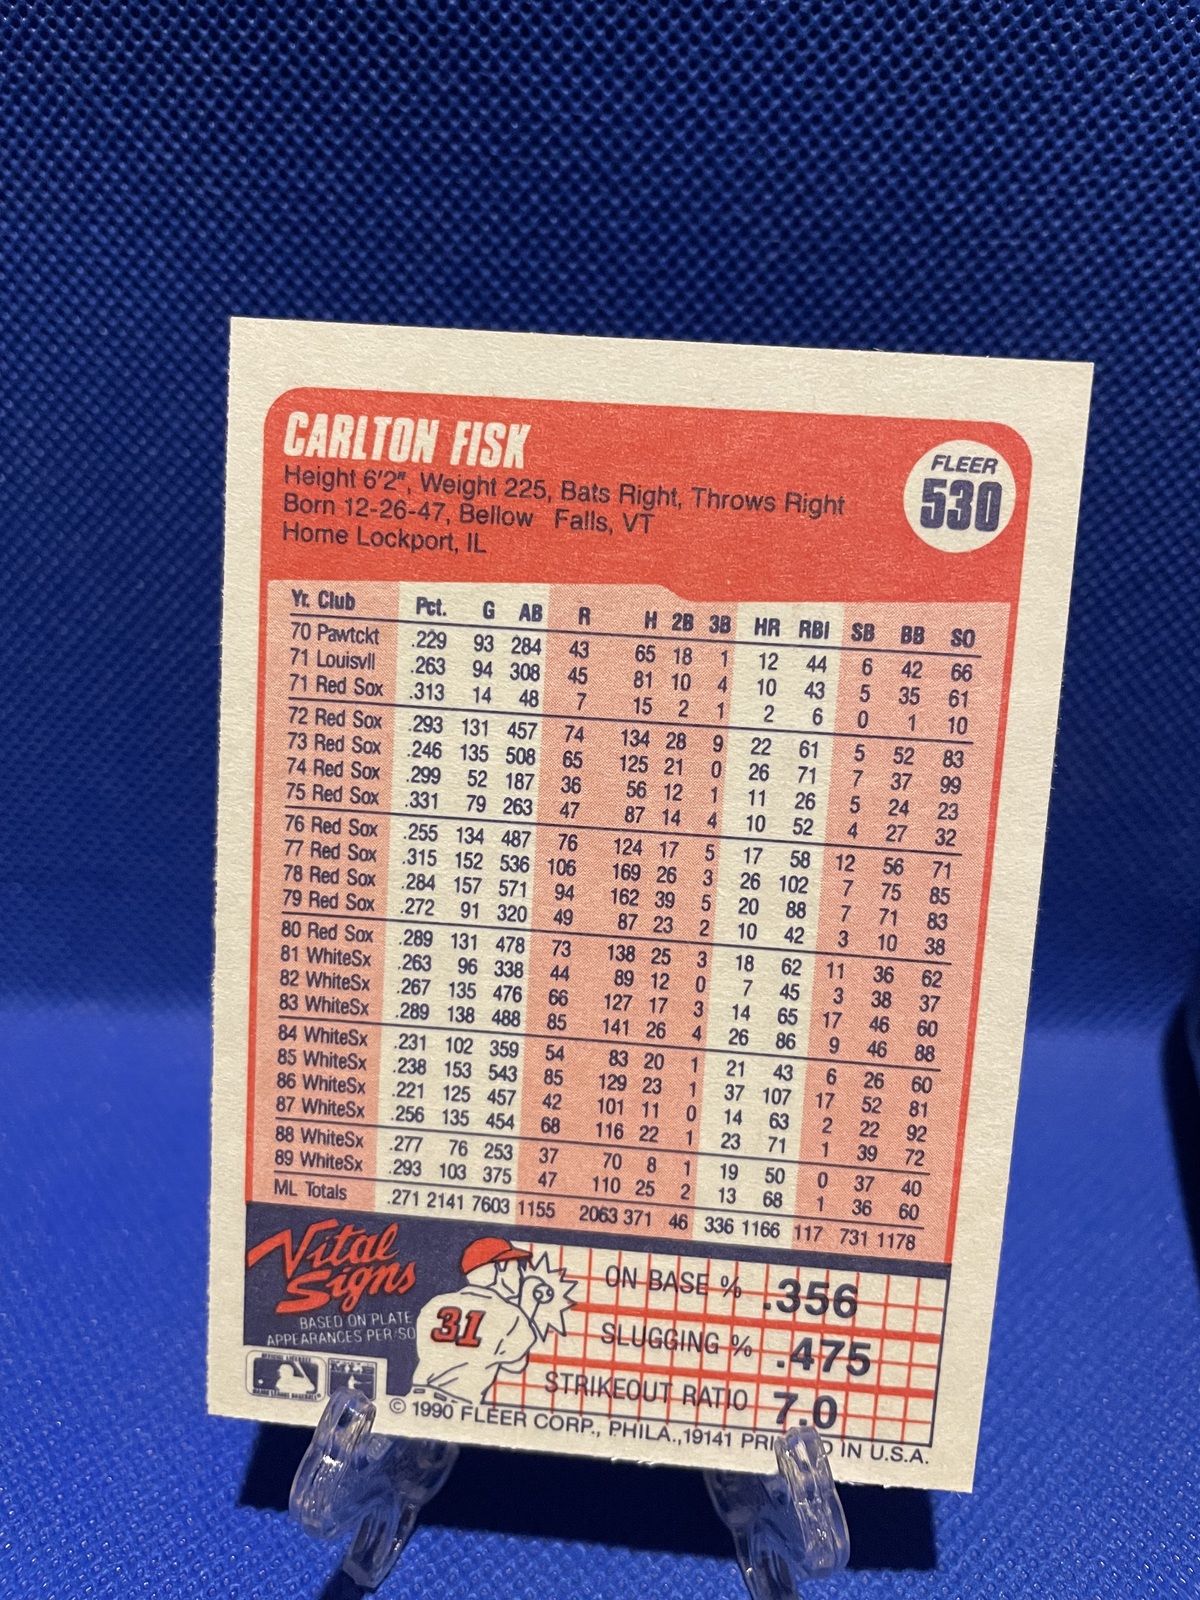 CARLTON FISK
Height 6'2", Weight 225, Bats Right, Throws Right
Born 12-26-47, Bellow Falls, VT
Home Lockport, IL
FLEER
530
Yr. Club Pct. G AB R H 2B 3B HR RBI SB BB SO
70 Pawtckt .229 93 284 43 65 18 1 12 44 6 42 66
71 Louisvll .263 94 308 45 81 10 4 10 43 5 35 61
71 Red Sox .313 14 48 7 15 2 1 2 6 0 1 10
72 Red Sox .293 131 457 74 134 28 9 22 61 5 52 83
73 Red Sox .246 135 508 65 125 21 0 26 71 7 37 99
74 Red Sox .299 52 187 36 56 12 1 11 26 5 24 23
75 Red Sox .331 79 263 47 87 14 4 10 52 4 27 32
76 Red Sox .255 134 487 76 124 17 5 17 58 12 56 71
77 Red Sox .315 152 536 106 169 26 3 26 102 7 75 85
78 Red Sox .284 157 571 94 162 39 5 20 88 7 71 83
79 Red Sox .272 91 320 49 87 23 2 10 42 3 10 38
80 Red Sox .289 131 478 73 138 25 3 18 62 11 36 62
81 WhiteSx .263 96 338 44 89 12 0 7 45 3 38 37
82 WhiteSx .267 135 476 66 127 17 3 14 65 17 46 60
83 WhiteSx .289 138 488 85 141 26 4 26 86 9 46 88
84 WhiteSx .231 102 359 54 83 20 1 21 43 6 26 60
85 WhiteSx .238 153 543 85 129 23 1 37 107 17 52 81
86 WhiteSx .221 125 457 42 101 11 0 14 63 2 22 92
87 WhiteSx .256 135 454 68 116 22 1 23 71 1 39 72
88 WhiteSx .277 76 253 37 70 8 1 19 50 0 37 40
89 WhiteSx .293 103 375 47 110 25 2 13 68 1 36 60
ML Totals .271 2141 7603 1155 2063 371 46 336 1166 117 731 1178
Vital
Signs
BASED ON PLATE
APPEARANCES PER/SO
31
ON BASE % .356
SLUGGING % .475
STRIKEOUT RATIO 7.0
© 1990 FLEER CORP., PHILA., 19141 IN U.S.A.